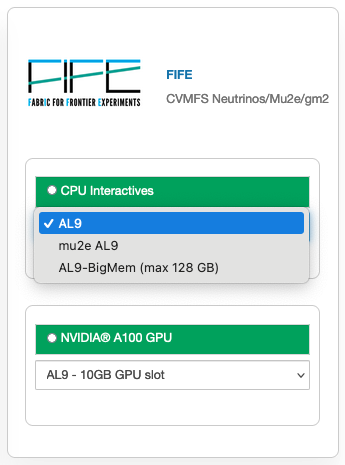 FIFE
FABRIC FOR FRONTIER EXPERIMENTS
FIFE
CVMFS Neutrinos/Mu2e/gm2
CPU Interactives
✓ AL9
mu2e AL9
AL9-BigMem (max 128 GB)
NVIDIA® A100 GPU
AL9 - 10GB GPU slot